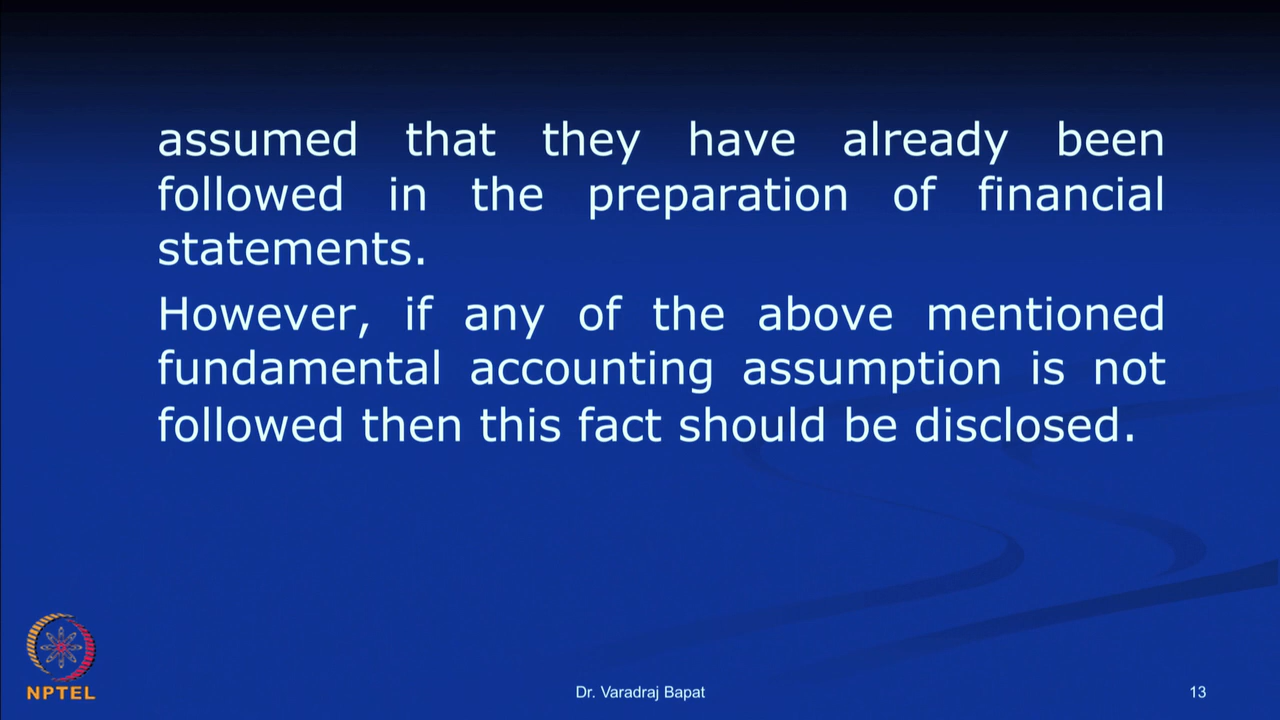 assumed that they have already been
followed in the preparation of financial
statements.
However, if any of the above mentioned
fundamental accounting assumption is not
followed then this fact should be disclosed.
NPTEL
Dr. Varadraj Bapat
13